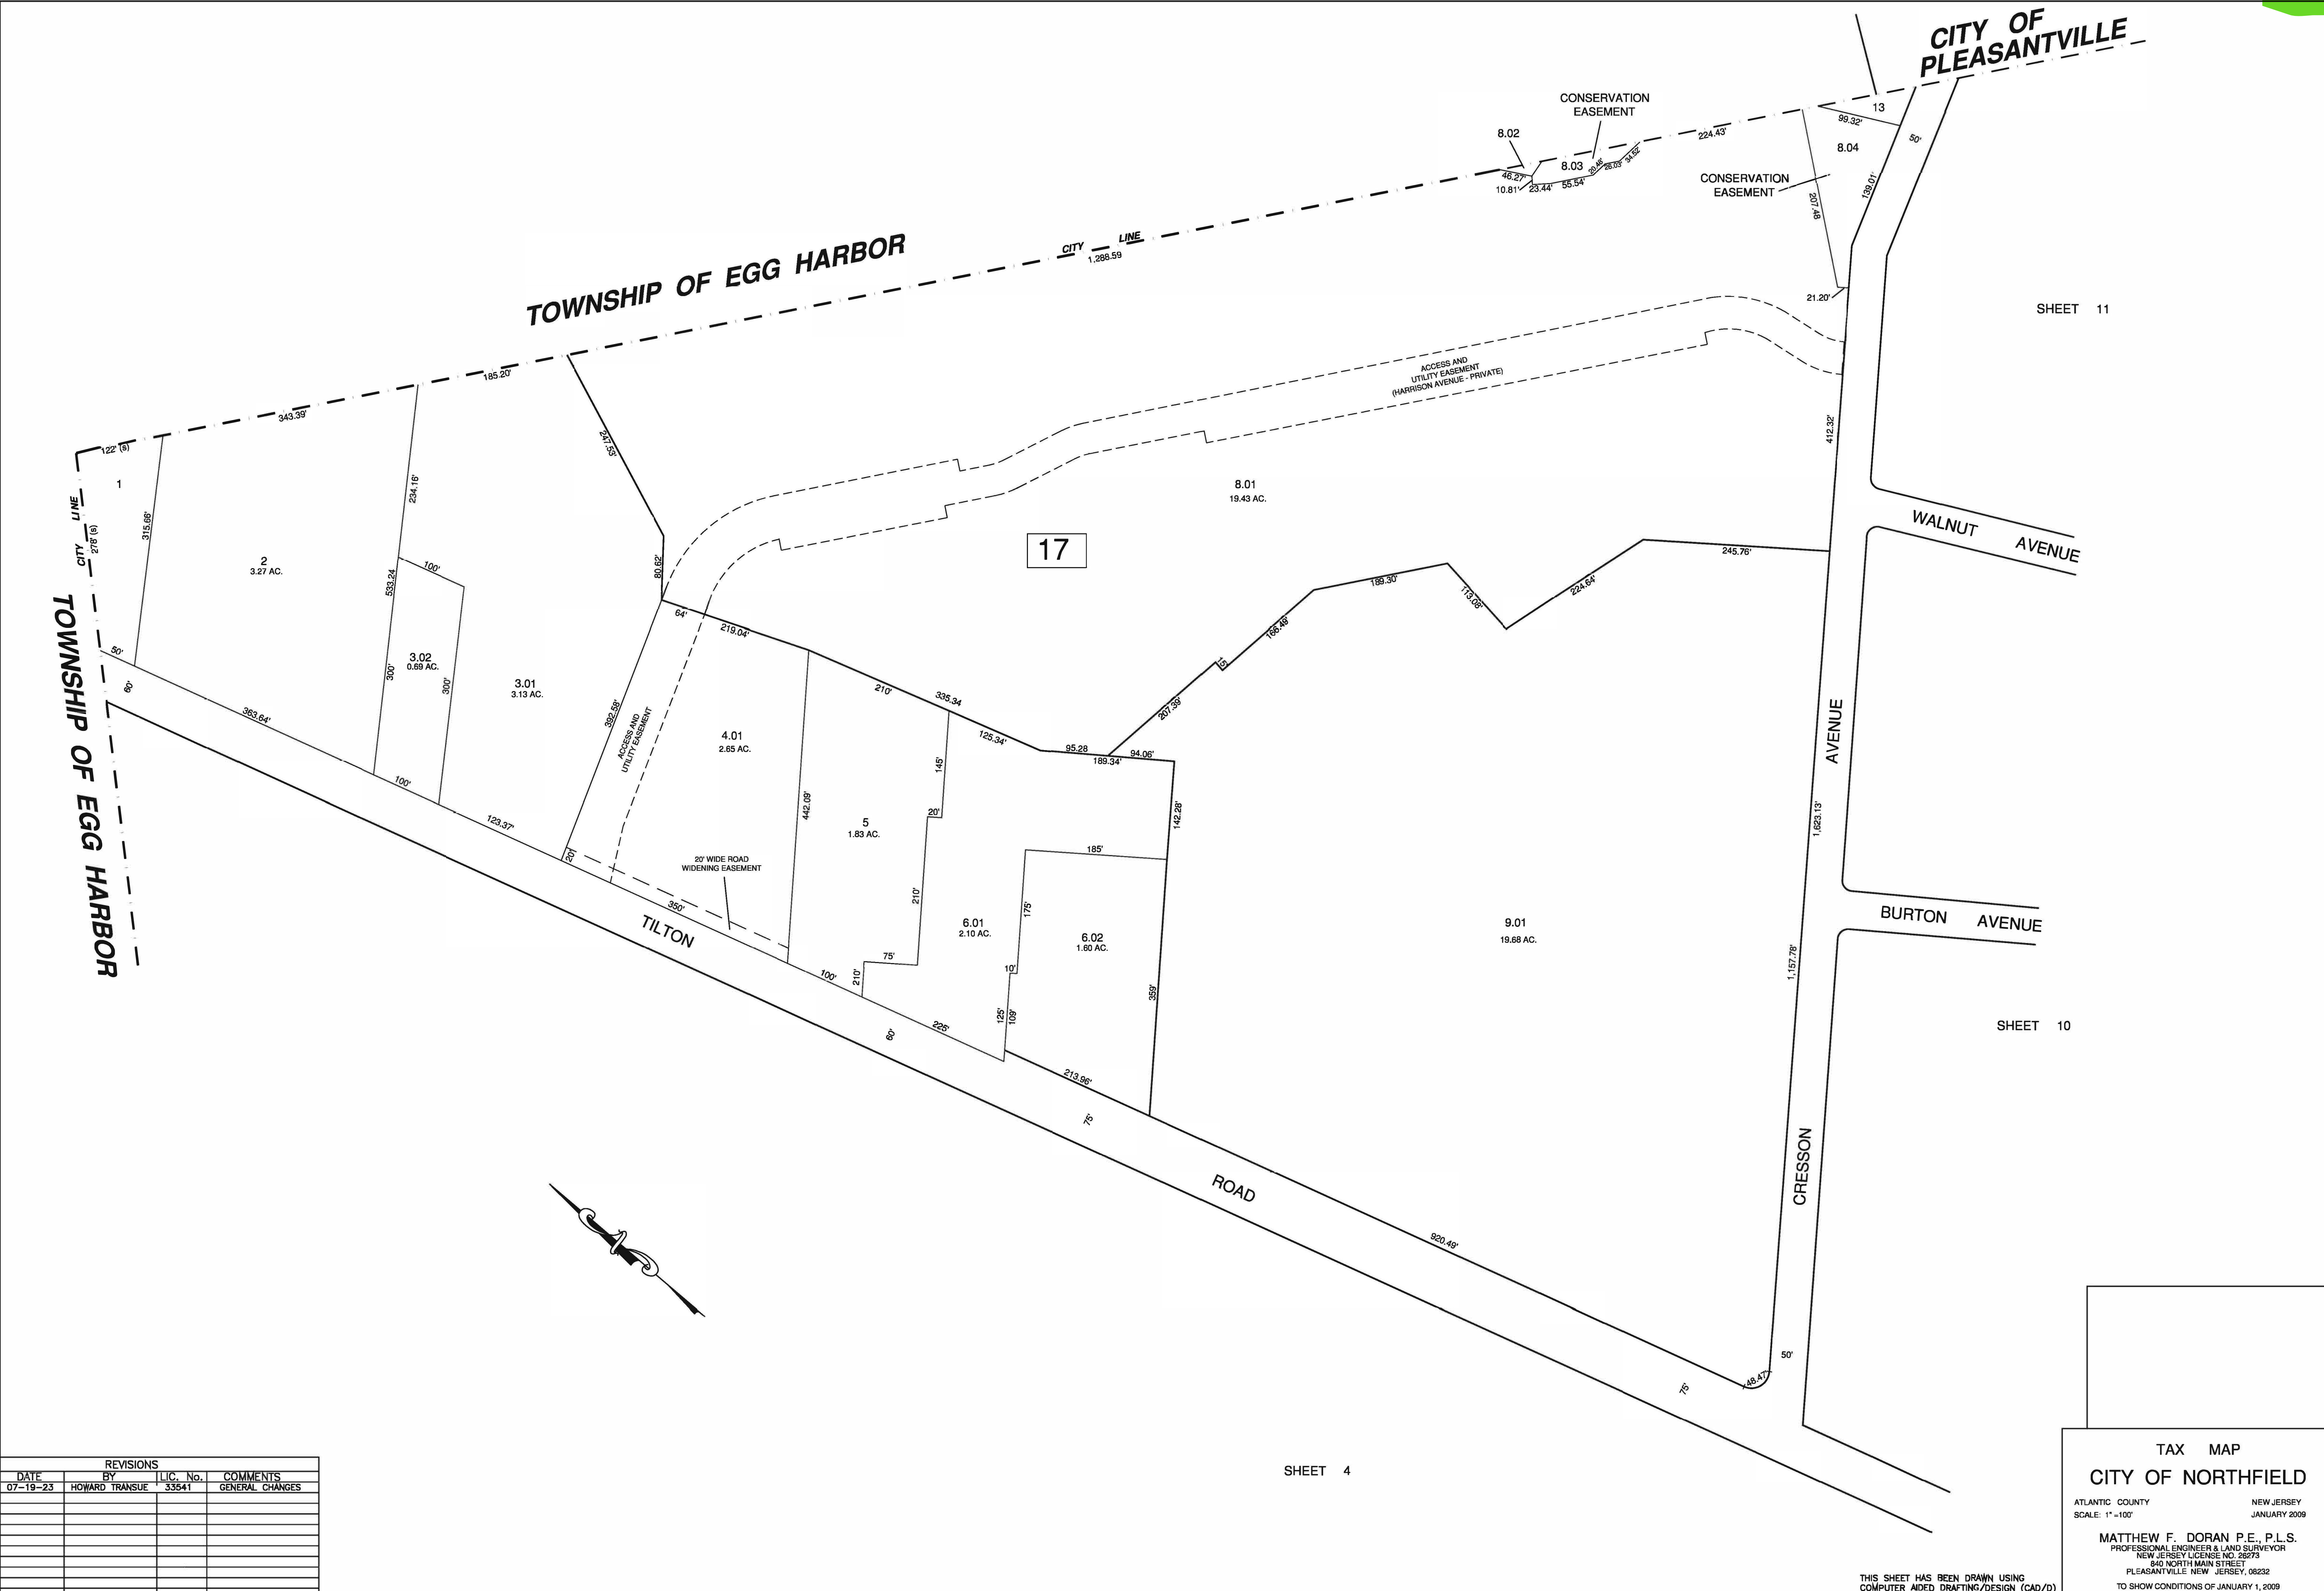 CITY OF
PLEASANTVILLE
CONSERVATION
EASEMENT
13
99.32'
50'
8.02
224.43'
8.04
8.03
20.48'
26.03'
34.52'
46.27'
10.81'
23.44'
55.54'
CONSERVATION
EASEMENT
139.01'
207.48
TOWNSHIP OF EGG HARBOR
CITY LINE
1,288.59
21.20'
SHEET 11
185.20'
343.39'
122' (s)
247.53'
ACCESS AND
UTILITY EASEMENT
(HARRISON AVENUE - PRIVATE)
412.32'
1
234.16'
CITY LINE
278' (s)
315.66'
8.01
19.43 AC.
WALNUT AVENUE
17
2
3.27 AC.
100'
533.24
80.62'
245.76'
189.30'
113.08'
224.64'
64'
219.04'
166.49'
15'
50'
60'
TOWNSHIP OF EGG HARBOR
3.02
0.69 AC.
300'
300'
3.01
3.13 AC.
392.58'
ACCESS AND
UTILITY EASEMENT
210'
335.34
207.39'
363.64'
4.01
2.65 AC.
125.34'
95.28
94.06'
189.34'
AVENUE
145'
100'
442.09'
20'
142.28'
123.37'
5
1.83 AC.
1,623.13'
20'
20' WIDE ROAD
WIDENING EASEMENT
185'
350'
210'
175'
TILTON
6.01
2.10 AC.
6.02
1.60 AC.
9.01
19.68 AC.
BURTON AVENUE
75'
10'
100'
210'
359'
1,157.78'
225'
125'
109'
60'
SHEET 10
213.96'
75'
ROAD
CRESSON
920.49'
50'
48.47'
75'
SHEET 4
REVISIONS
DATE BY LIC. No. COMMENTS
07-19-23 HOWARD TRANSUE 33541 GENERAL CHANGES
TAX MAP
CITY OF NORTHFIELD
ATLANTIC COUNTY NEW JERSEY
SCALE: 1" =100' JANUARY 2009
MATTHEW F. DORAN P.E., P.L.S.
PROFESSIONAL ENGINEER & LAND SURVEYOR
NEW JERSEY LICENSE NO. 26273
840 NORTH MAIN STREET
PLEASANTVILLE NEW JERSEY, 08232
TO SHOW CONDITIONS OF JANUARY 1, 2009
THIS SHEET HAS BEEN DRAWN USING
COMPUTER AIDED DRAFTING/DESIGN (CAD/D)